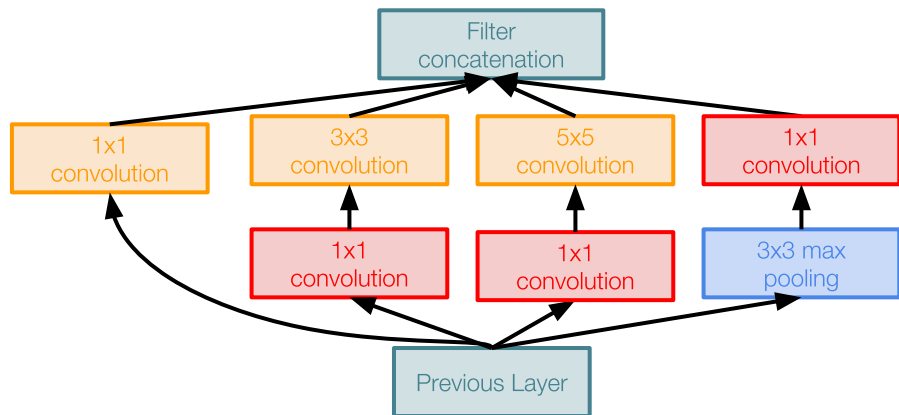 Filter
concatenation
1x1
convolution
3x3
convolution
5x5
convolution
1x1
convolution
1x1
convolution
1x1
convolution
3x3 max
pooling
Previous Layer